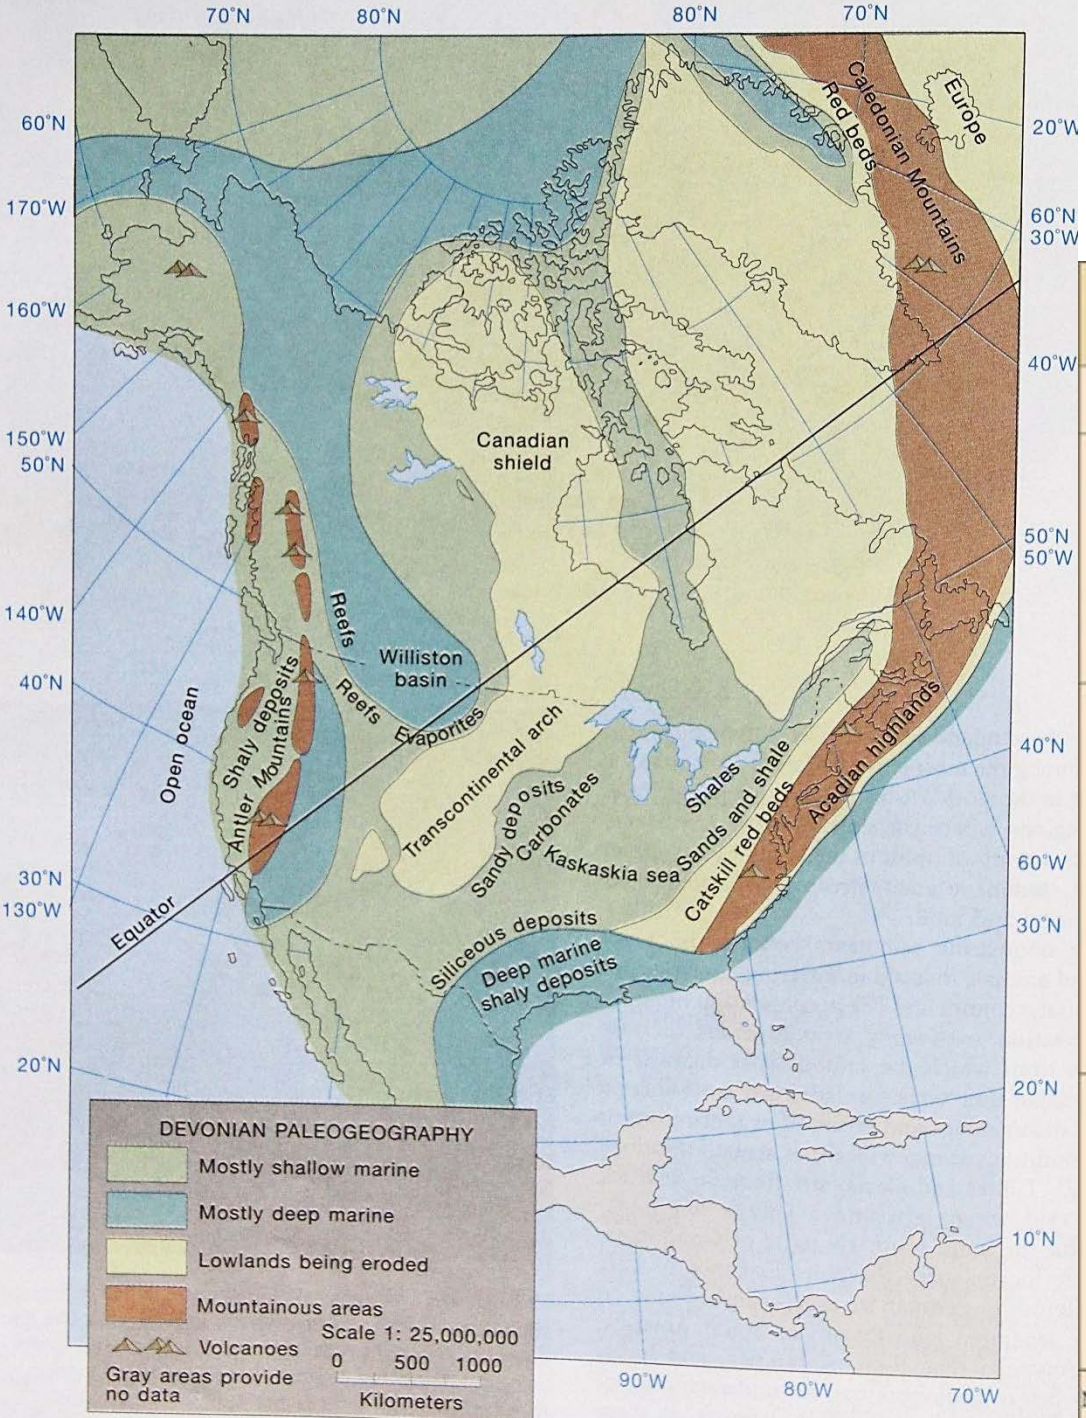 70°N
80°N
80°N
70°N
60°N
170°W
160°W
150°W
50°N
140°W
40°N
30°N
130°W
20°N
20°W
60°N
30°W
40°W
50°N
50°W
40°N
60°W
30°N
20°N
10°N
90°W
80°W
70°W
Caledonian Mountains
Red beds
Europe
Canadian
shield
Reefs
Williston
basin
Reefs
Evaporites
Open ocean
Shaly deposits
Antler Mountains
Equator
Transcontinental arch
Sandy deposits
Carbonates
Kaskaskia sea
Shales
Sands and shale
Catskill red beds
Acadian highlands
Siliceous deposits
Deep marine
shaly deposits
DEVONIAN PALEOGEOGRAPHY
Mostly shallow marine
Mostly deep marine
Lowlands being eroded
Mountainous areas
Volcanoes
Gray areas provide
no data
Scale 1: 25,000,000
0 500 1000
Kilometers